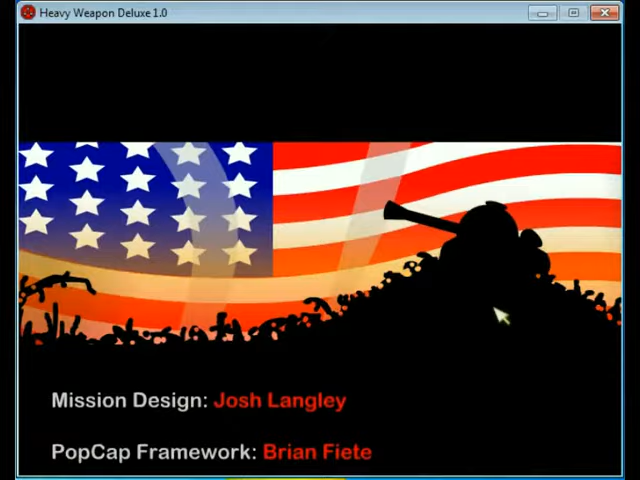 Heavy Weapon Deluxe 1.0
Mission Design: Josh Langley
PopCap Framework: Brian Fiete